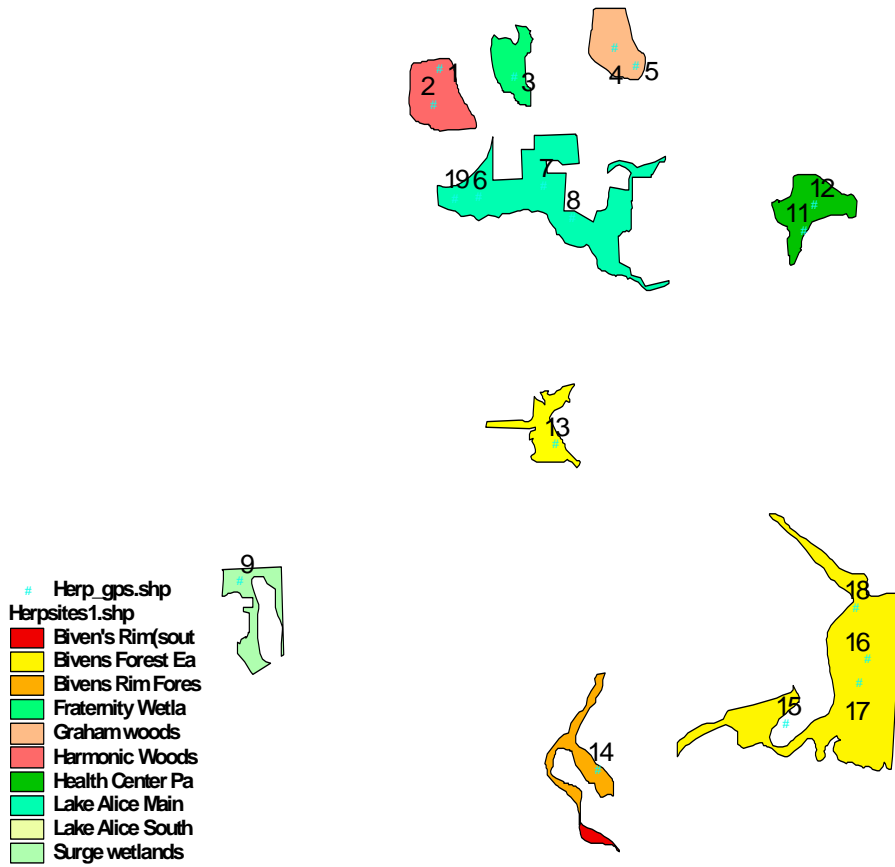 1
2
3
4
5
19
6
7
8
12
11
13
9
18
16
15
17
14
# Herp_gps.shp
Herpsites1.shp
Biven's Rim(sout
Bivens Forest Ea
Bivens Rim Fores
Fraternity Wetla
Graham woods
Harmonic Woods
Health Center Pa
Lake Alice Main
Lake Alice South
Surge wetlands